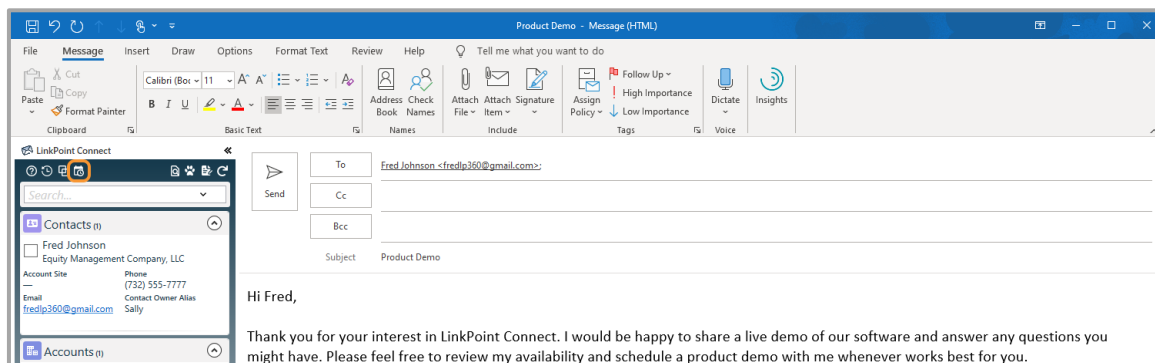 Product Demo - Message (HTML)
File Message Insert Draw Options Format Text Review Help Tell me what you want to do
Paste
Cut
Copy
Format Painter
Clipboard
Calibri (Boc 11 A^ A˅
B I U A
Basic Text
Address Book
Check Names
Names
Attach File
Attach Item
Signature
Include
Assign Policy
Follow Up
High Importance
Low Importance
Tags
Dictate
Voice
Insights
LinkPoint Connect
Search...
Contacts (1)
Fred Johnson
Equity Management Company, LLC
Account Site Phone
— (732) 555-7777
Email Contact Owner Alias
fredlp360@gmail.com Sally
Accounts (1)
Send
To Fred Johnson <fredlp360@gmail.com>;
Cc
Bcc
Subject Product Demo
Hi Fred,
Thank you for your interest in LinkPoint Connect. I would be happy to share a live demo of our software and answer any questions you
might have. Please feel free to review my availability and schedule a product demo with me whenever works best for you.